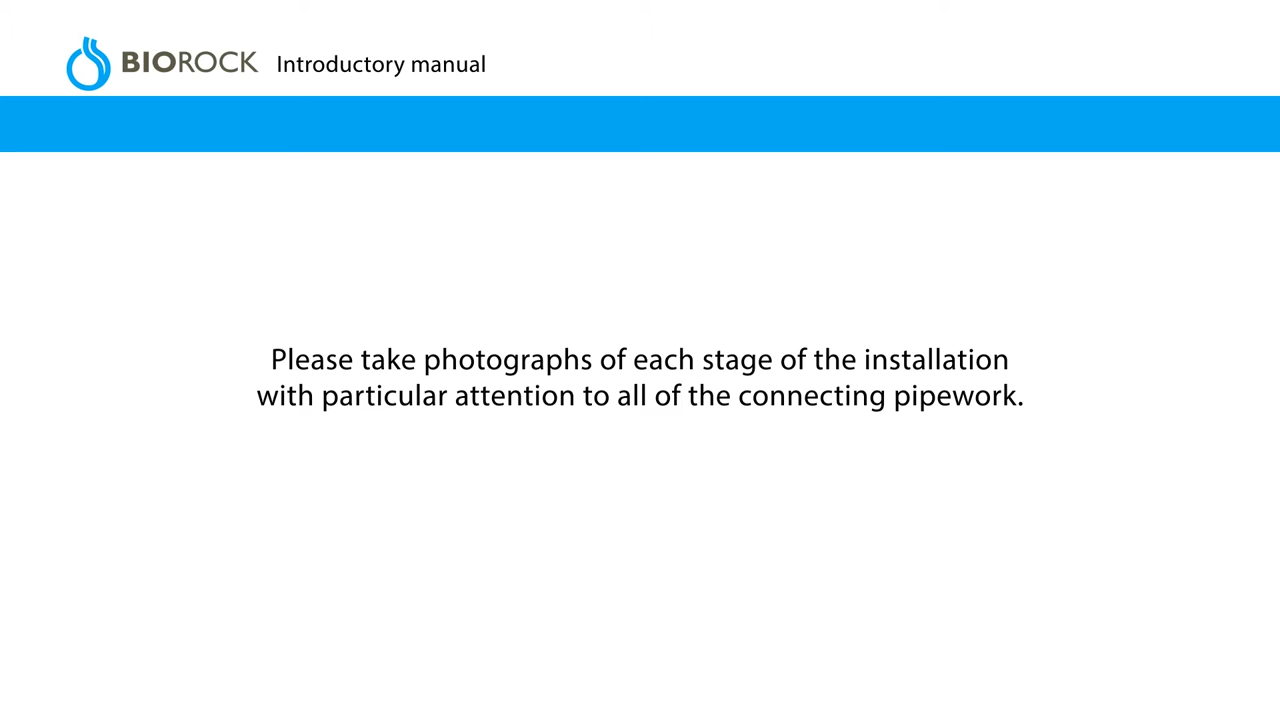 BIOROCK Introductory manual
Please take photographs of each stage of the installation
with particular attention to all of the connecting pipework.